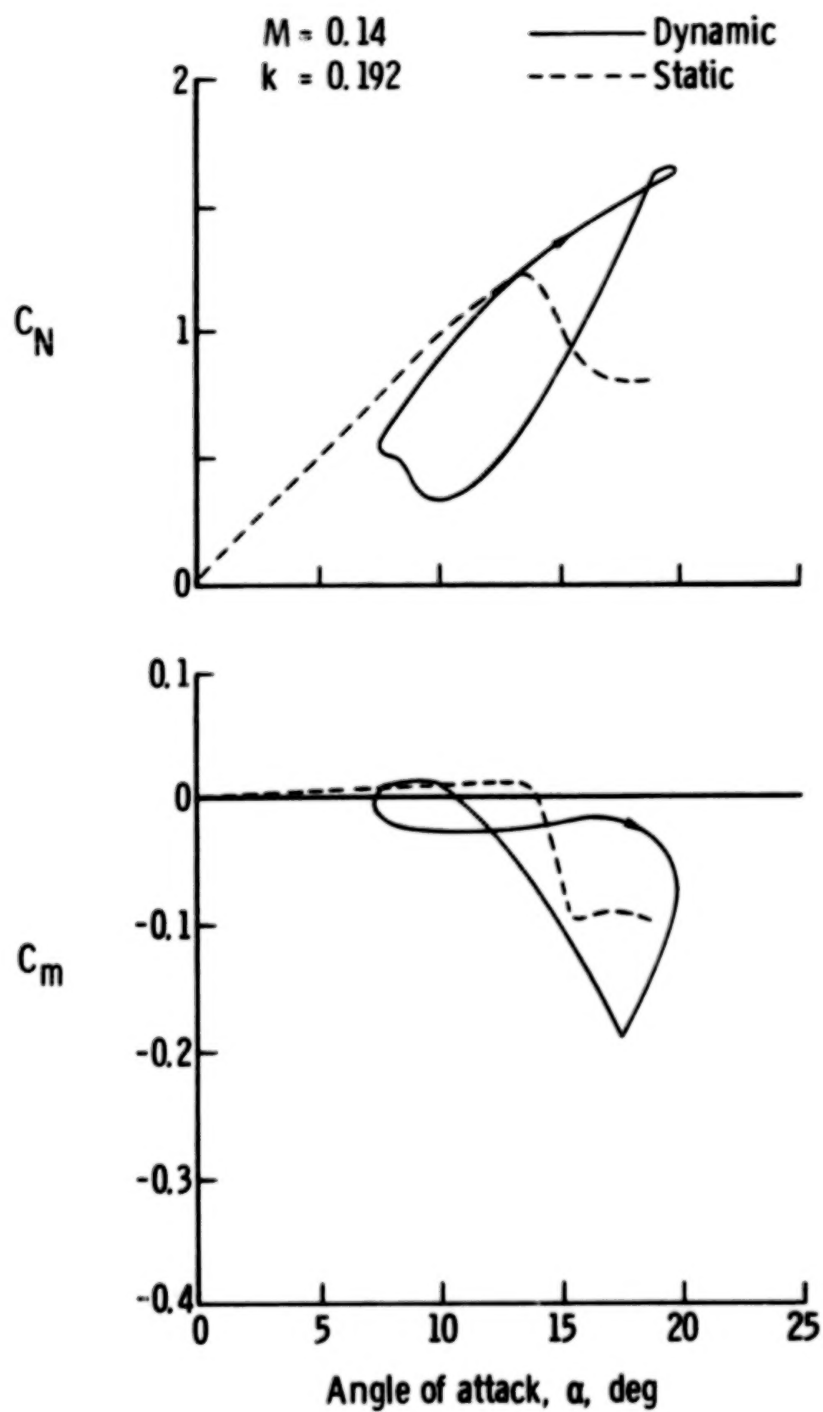 M = 0.14
k = 0.192
Dynamic
Static
2
1
0
C_N
0.1
0
-0.1
-0.2
-0.3
-0.4
C_m
0 5 10 15 20 25
Angle of attack, α, deg